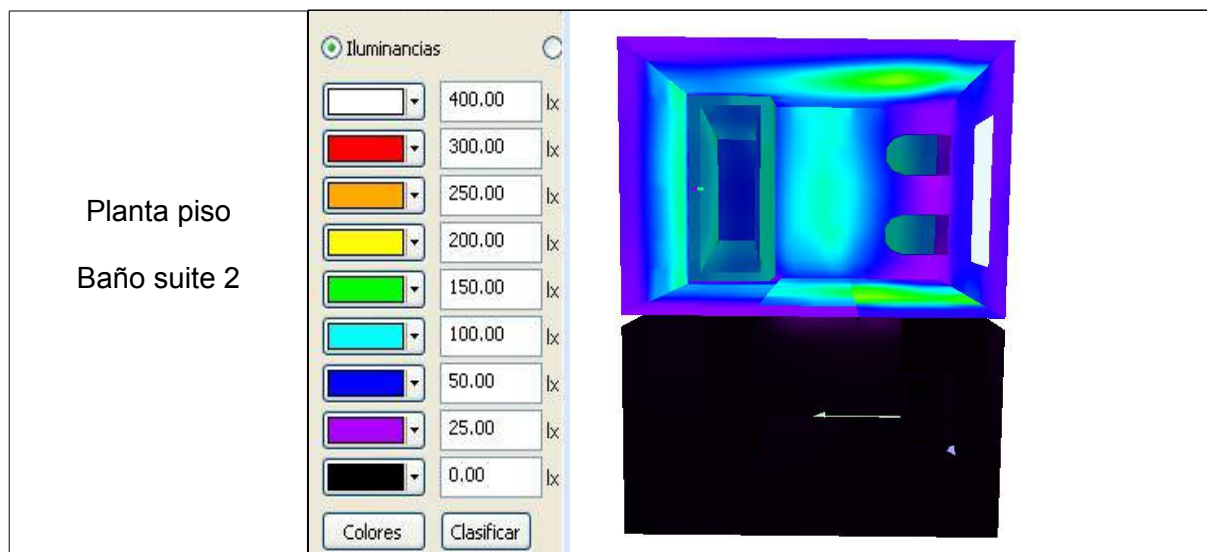 Planta piso
Baño suite 2
Iluminancias
400.00 lx
300.00 lx
250.00 lx
200.00 lx
150.00 lx
100.00 lx
50.00 lx
25.00 lx
0.00 lx
Colores Clasificar